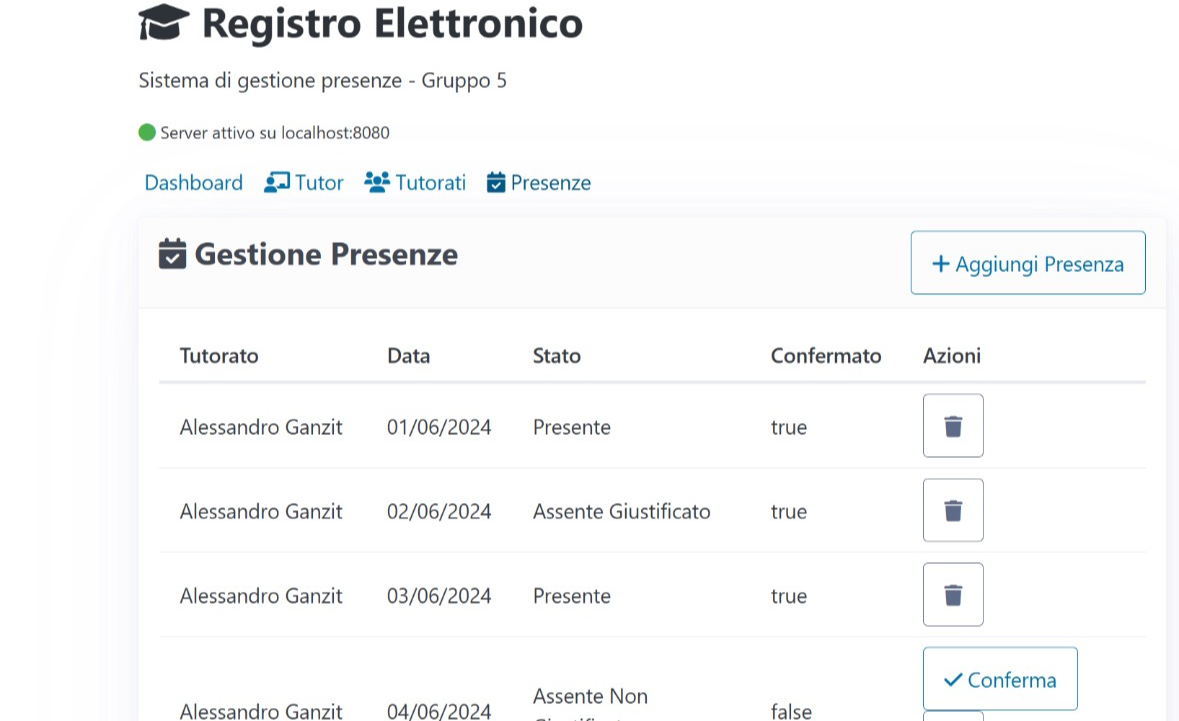 Registro Elettronico
Sistema di gestione presenze - Gruppo 5
Server attivo su localhost:8080
Dashboard Tutor Tutorati Presenze
Gestione Presenze
+ Aggiungi Presenza
Tutorato Data Stato Confermato Azioni
Alessandro Ganzit 01/06/2024 Presente true
Alessandro Ganzit 02/06/2024 Assente Giustificato true
Alessandro Ganzit 03/06/2024 Presente true
Conferma
Assente Non
Alessandro Ganzit 04/06/2024 false